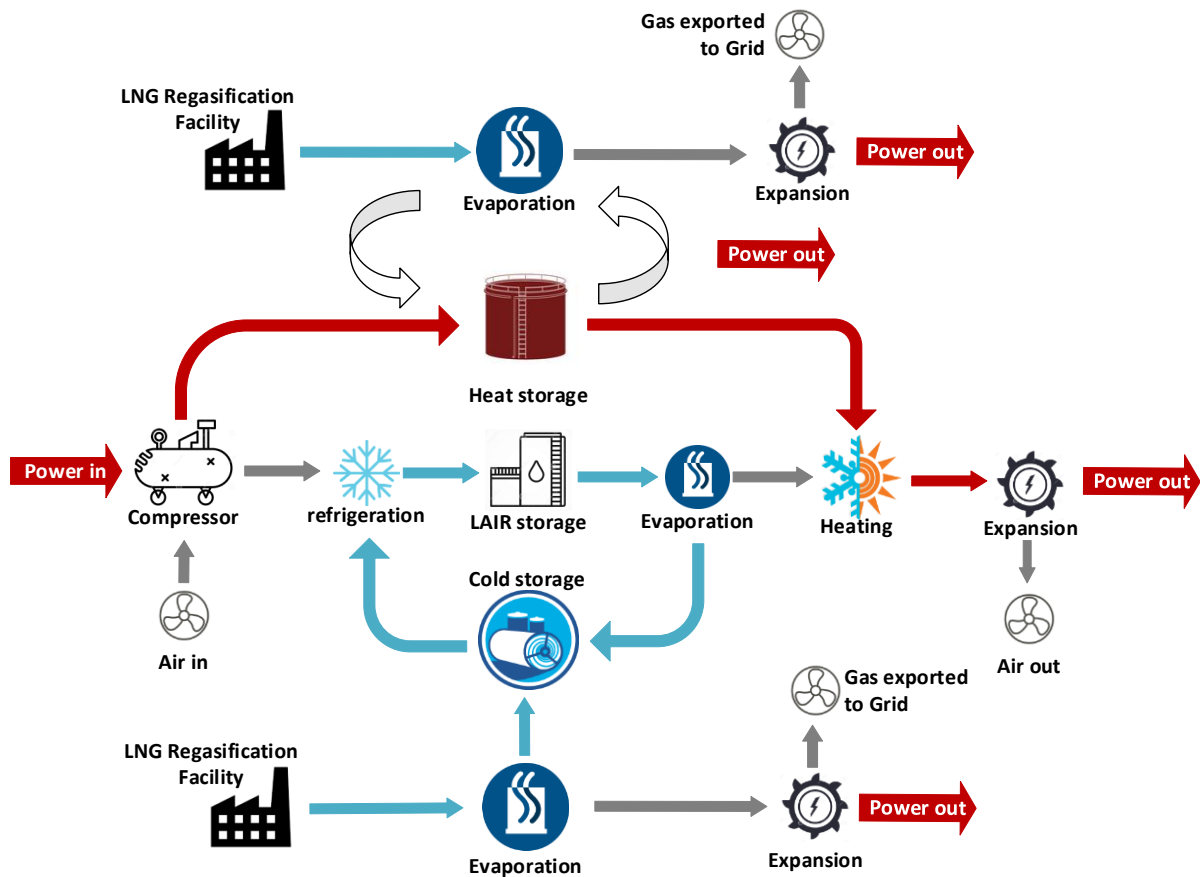 Gas exported
to Grid
LNG Regasification
Facility
Power out
Evaporation
Expansion
Power out
Heat storage
Power in
Power out
Compressor
refrigeration
LAIR storage
Evaporation
Heating
Expansion
Cold storage
Air in
Air out
Gas exported
to Grid
LNG Regasification
Facility
Power out
Evaporation
Expansion